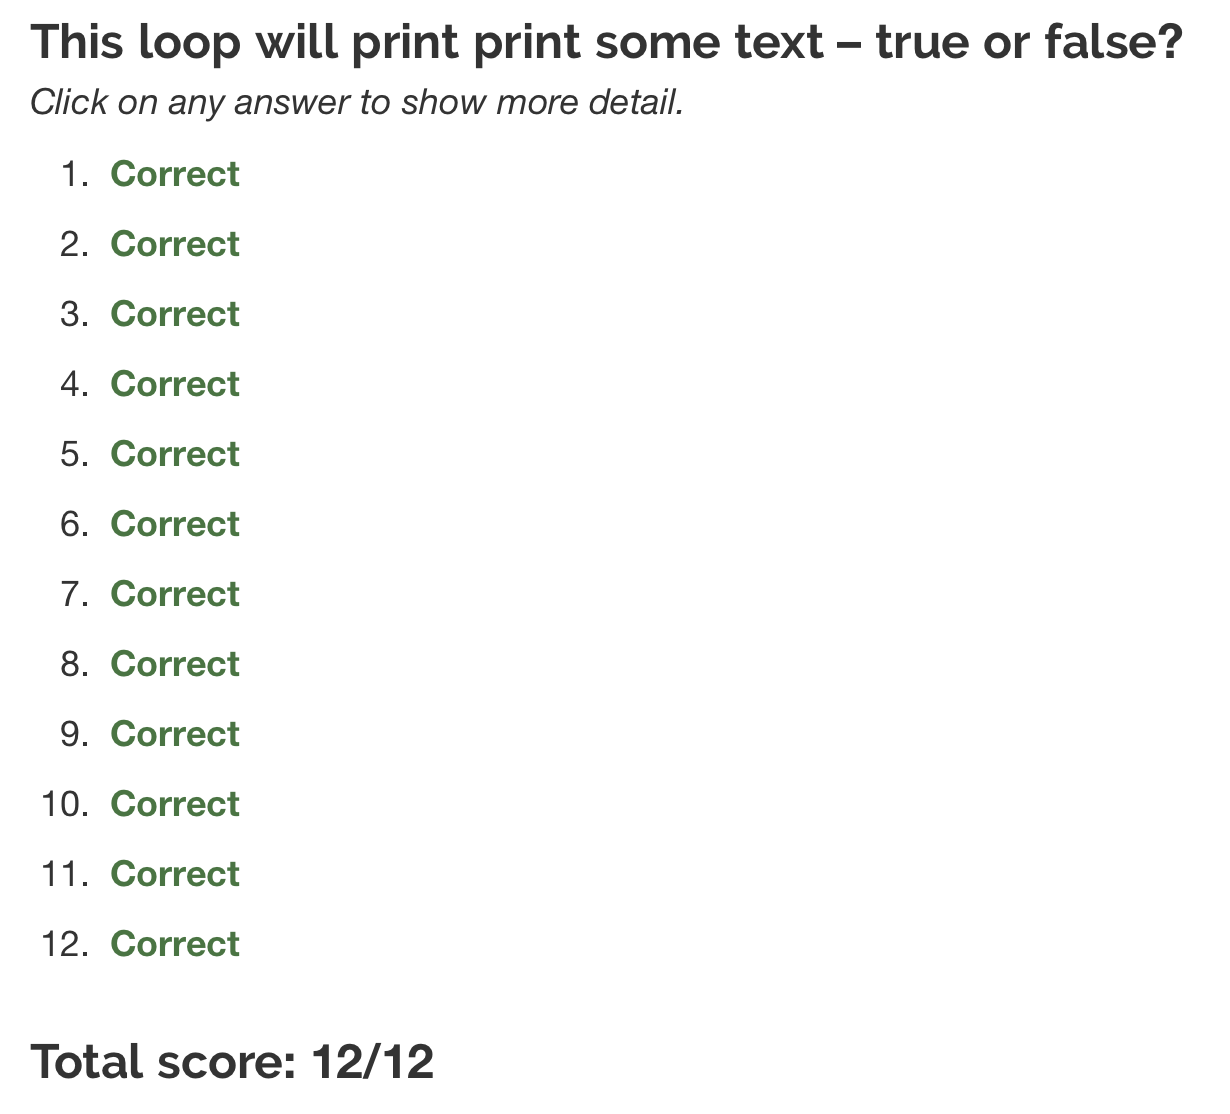 This loop will print print some text – true or false?
Click on any answer to show more detail.
1. Correct
2. Correct
3. Correct
4. Correct
5. Correct
6. Correct
7. Correct
8. Correct
9. Correct
10. Correct
11. Correct
12. Correct
Total score: 12/12